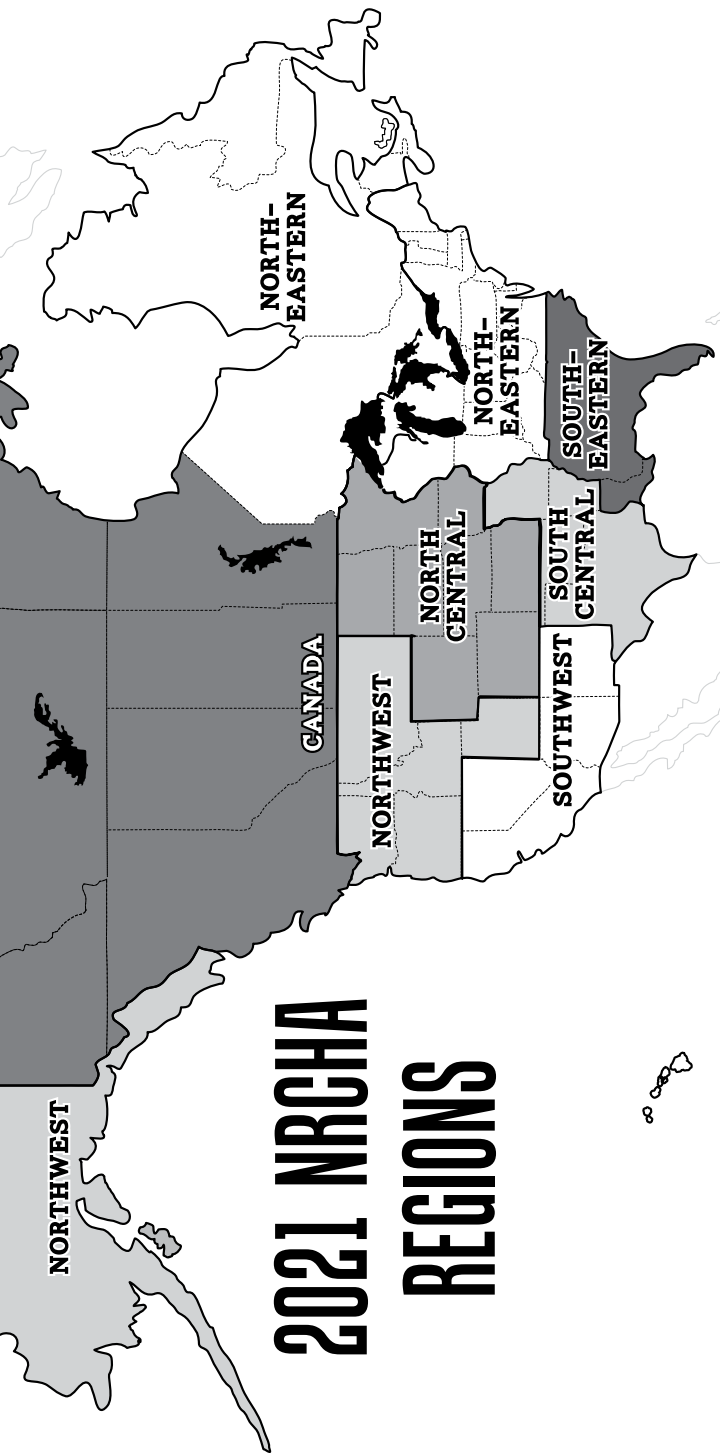 NORTHWEST
2021 NRCHA
REGIONS
CANADA
NORTHWEST
SOUTHWEST
NORTH
CENTRAL
SOUTH
CENTRAL
NORTH-
EASTERN
NORTH-
EASTERN
SOUTH-
EASTERN